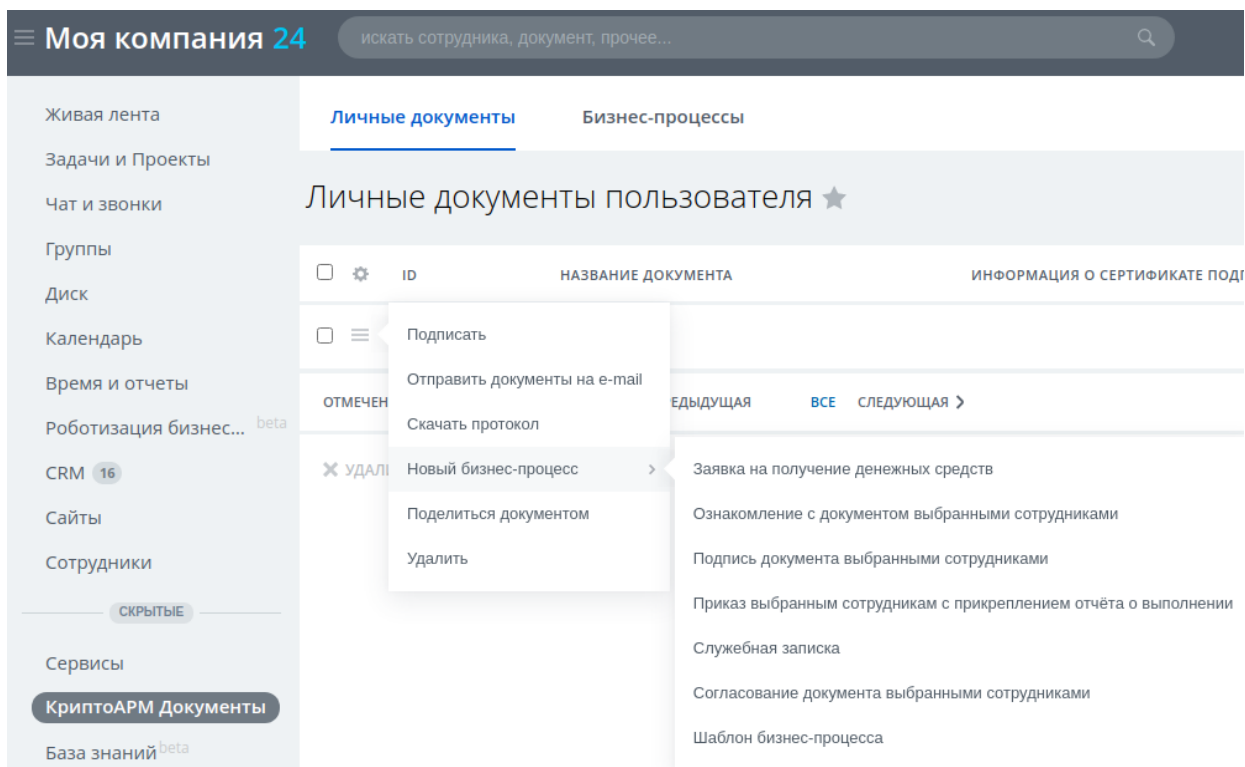 Моя компания 24
искать сотрудника, документ, прочее...
Живая лента
Задачи и Проекты
Чат и звонки
Группы
Диск
Календарь
Время и отчеты
Роботизация бизнес... beta
CRM 16
Сайты
Сотрудники
СКРЫТЫЕ
Сервисы
КриптоАРМ Документы
База знаний beta
Личные документы Бизнес-процессы
Личные документы пользователя
ID НАЗВАНИЕ ДОКУМЕНТА ИНФОРМАЦИЯ О СЕРТИФИКАТЕ
ВСЕ СЛЕДУЮЩАЯ
Подписать
Отправить документы на e-mail
Скачать протокол
Новый бизнес-процесс
Поделиться документом
Удалить
Заявка на получение денежных средств
Ознакомление с документом выбранными сотрудниками
Подпись документа выбранными сотрудниками
Приказ выбранным сотрудникам с прикреплением отчёта о выполнении
Служебная записка
Согласование документа выбранными сотрудниками
Шаблон бизнес-процесса